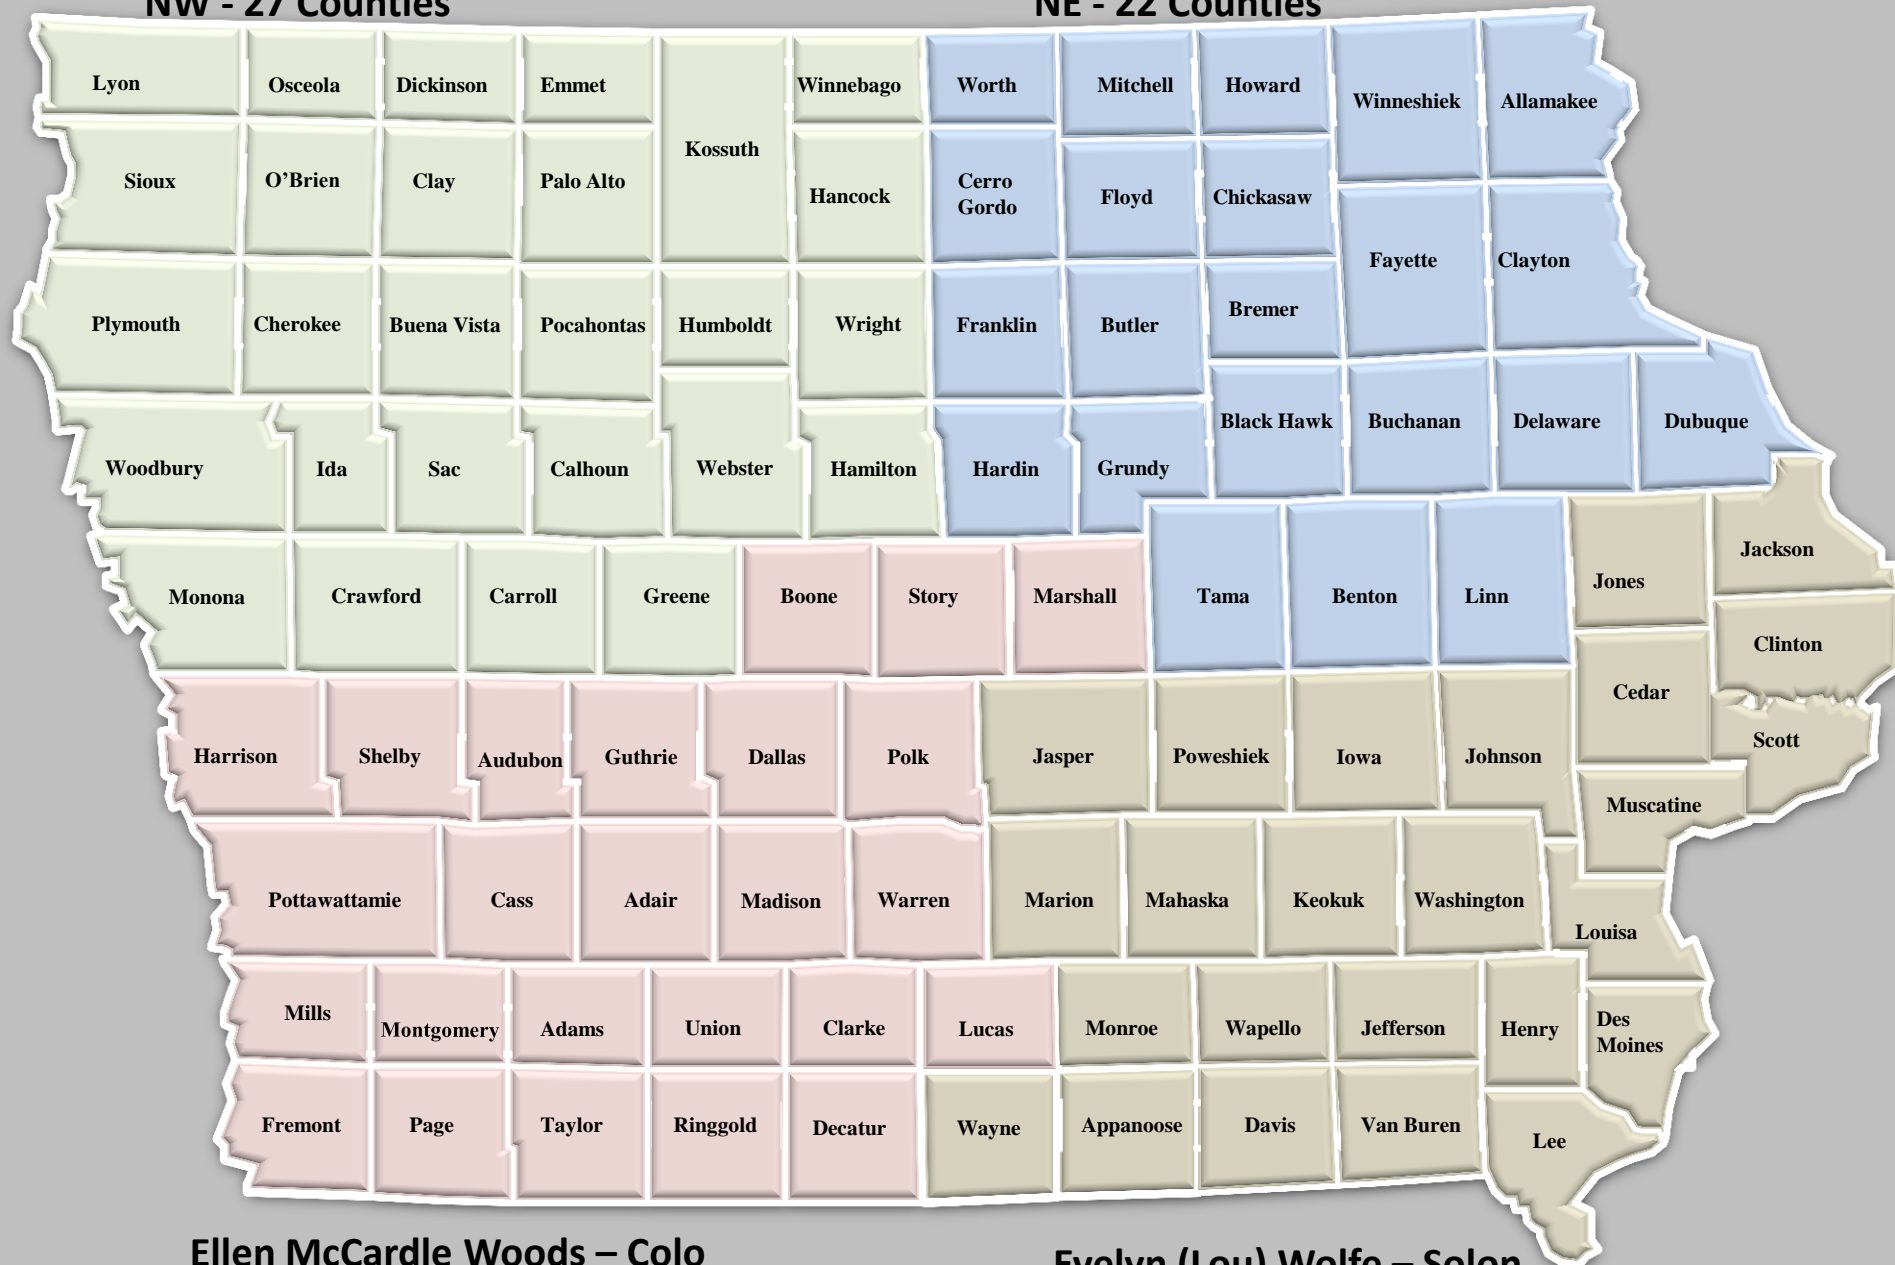 NW - 27 Counties
NE - 22 Counties
Lyon
Osceola
Dickinson
Emmet
Kossuth
Winnebago
Worth
Mitchell
Howard
Winneshiek
Allamakee
Sioux
O’Brien
Clay
Palo Alto
Hancock
Cerro
Gordo
Floyd
Chickasaw
Fayette
Clayton
Plymouth
Cherokee
Buena Vista
Pocahontas
Humboldt
Wright
Franklin
Butler
Bremer
Woodbury
Ida
Sac
Calhoun
Webster
Hamilton
Hardin
Grundy
Black Hawk
Buchanan
Delaware
Dubuque
Monona
Crawford
Carroll
Greene
Boone
Story
Marshall
Tama
Benton
Linn
Jones
Jackson
Clinton
Cedar
Scott
Harrison
Shelby
Audubon
Guthrie
Dallas
Polk
Jasper
Poweshiek
Iowa
Johnson
Muscatine
Pottawattamie
Cass
Adair
Madison
Warren
Marion
Mahaska
Keokuk
Washington
Louisa
Mills
Montgomery
Adams
Union
Clarke
Lucas
Monroe
Wapello
Jefferson
Henry
Des
Moines
Fremont
Page
Taylor
Ringgold
Decatur
Wayne
Appanoose
Davis
Van Buren
Lee
Ellen McCardle Woods – Colo
Evelyn (Lou) Wolfe – Solon